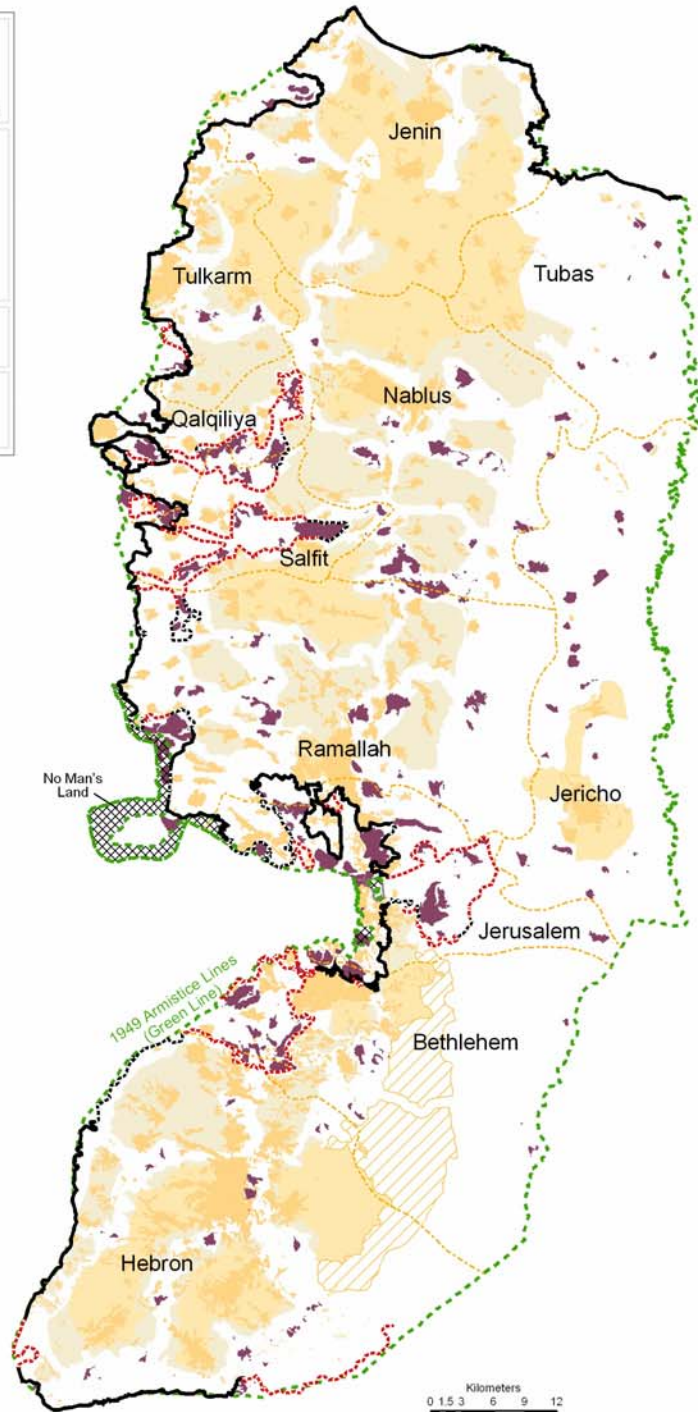 Jenin
Tulkarm
Tubas
Qalqiliya
Nablus
Salfit
Ramallah
No Man's
Land
Jericho
Jerusalem
1949 Armistice Lines
(Green Line)
Bethlehem
Hebron
Kilometers
0 1.5 3 6 9 12